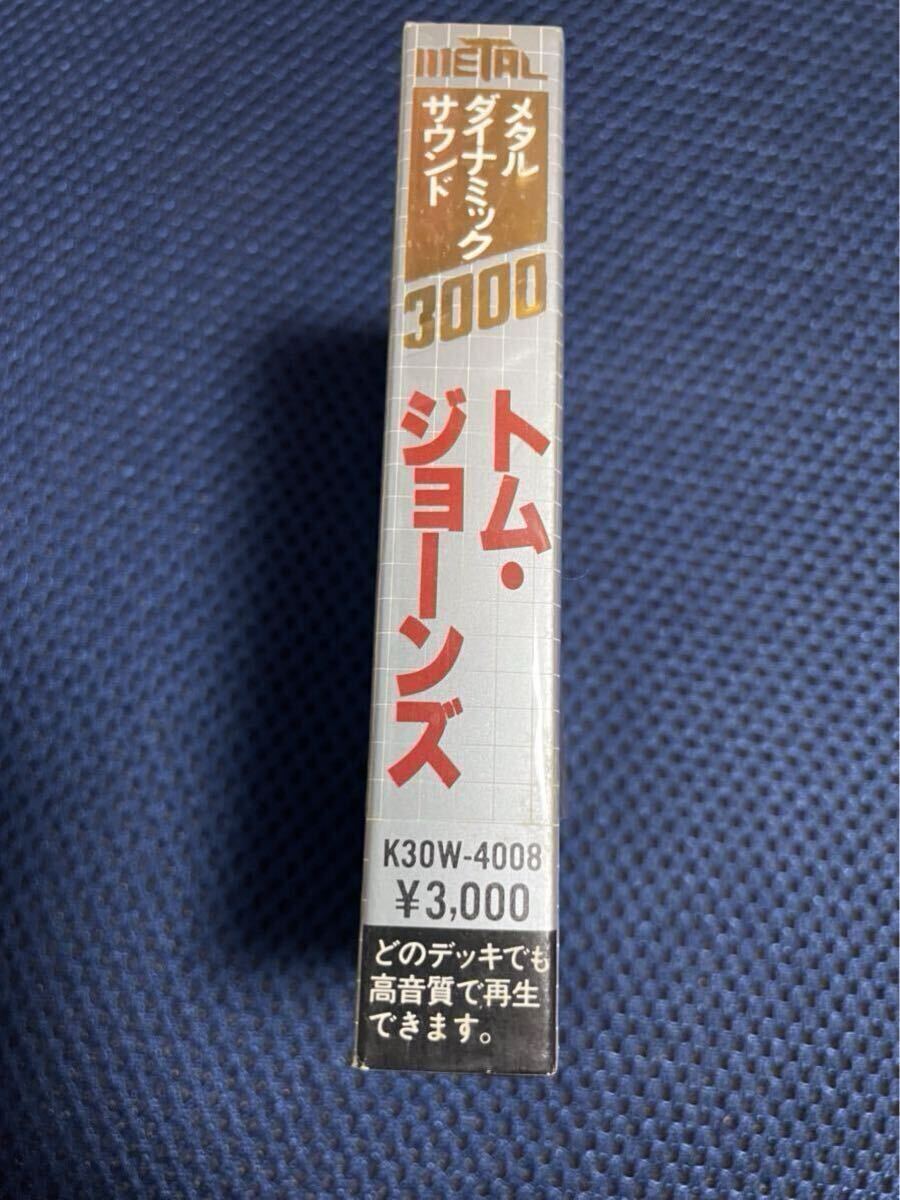 METAL
メタル
ダイナミック
サウンド
3000
トム・
ジョーンズ
K30W-4008
¥3,000
どのデッキでも
高音質で再生
できます。